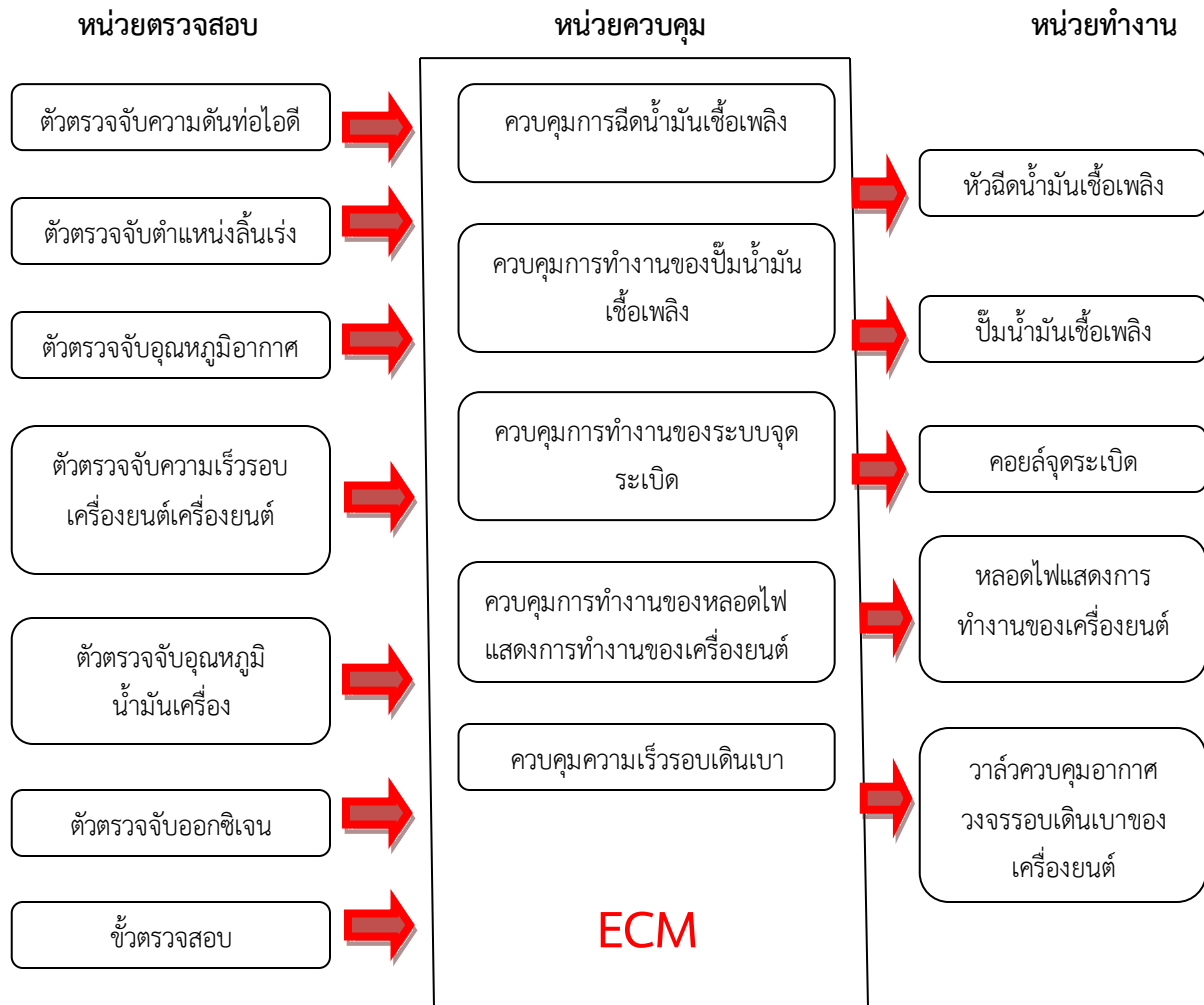 หน่วยตรวจสอบ
หน่วยควบคุม
หน่วยทำงาน
ตัวตรวจจับความดันท่อไอดี
ตัวตรวจจับตำแหน่งลิ้นเร่ง
ตัวตรวจจับอุณหภูมิอากาศ
ตัวตรวจจับความเร็วรอบ
เครื่องยนต์เครื่องยนต์
ตัวตรวจจับอุณหภูมิ
น้ำมันเครื่อง
ตัวตรวจจับออกซิเจน
ขั้วตรวจสอบ
ควบคุมการฉีดน้ำมันเชื้อเพลิง
ควบคุมการทำงานของปั๊มน้ำมัน
เชื้อเพลิง
ควบคุมการทำงานของระบบจุด
ระเบิด
ควบคุมการทำงานของหลอดไฟ
แสดงการทำงานของเครื่องยนต์
ควบคุมความเร็วรอบเดินเบา
ECM
หัวฉีดน้ำมันเชื้อเพลิง
ปั๊มน้ำมันเชื้อเพลิง
คอยล์จุดระเบิด
หลอดไฟแสดงการ
ทำงานของเครื่องยนต์
วาล์วควบคุมอากาศ
วงจรรอบเดินเบาของ
เครื่องยนต์